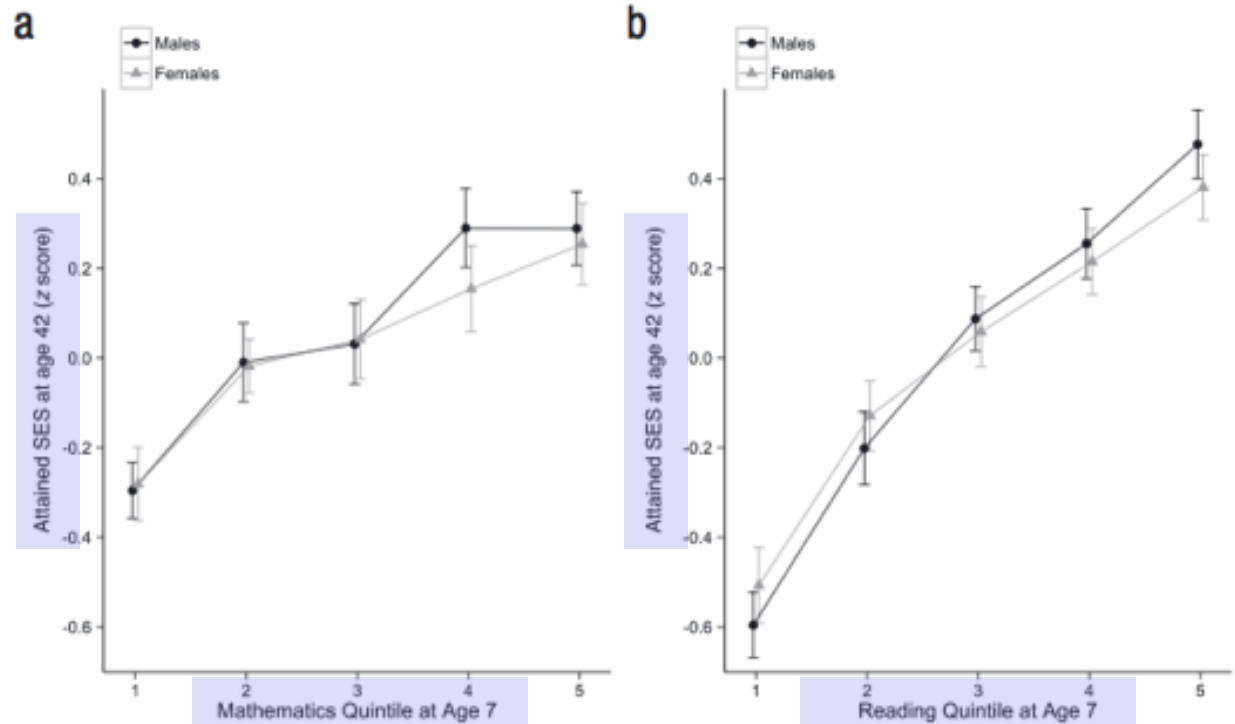 a
Males
Females
0.4
0.2
0.0
-0.2
-0.4
-0.6
Attained SES at age 42 (z score)
1 2 3 4 5
Mathematics Quintile at Age 7
b
Males
Females
0.4
0.2
0.0
-0.2
-0.4
-0.6
Attained SES at age 42 (z score)
1 2 3 4 5
Reading Quintile at Age 7